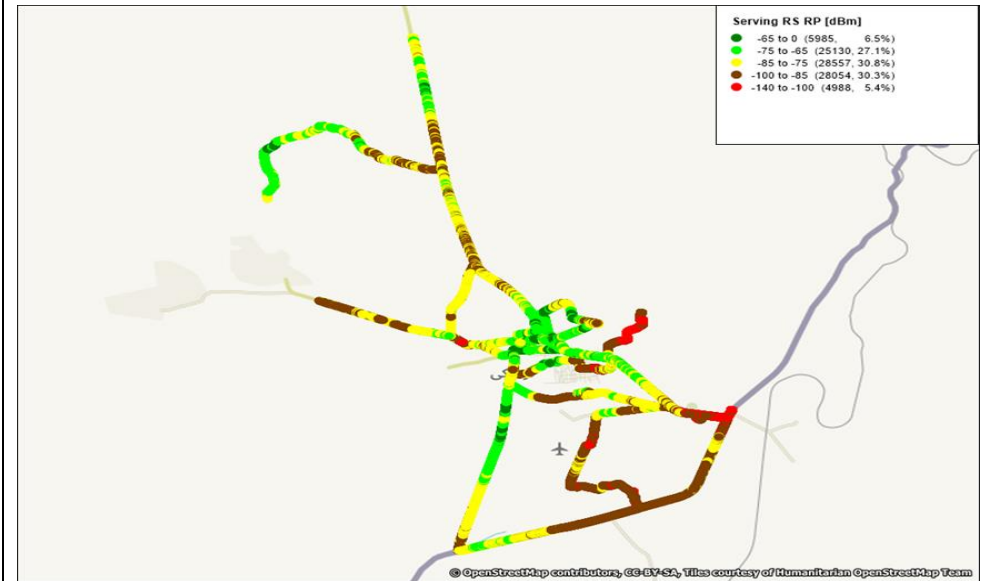 Serving RS RP [dBm]
-65 to 0 (5985, 6.5%)
-75 to -65 (25130, 27.1%)
-85 to -75 (28557, 30.8%)
-100 to -85 (28054, 30.3%)
-140 to -100 (4988, 5.4%)
© OpenStreetMap contributors, CC-BY-SA, Tiles courtesy of Humanitarian OpenStreetMap Team